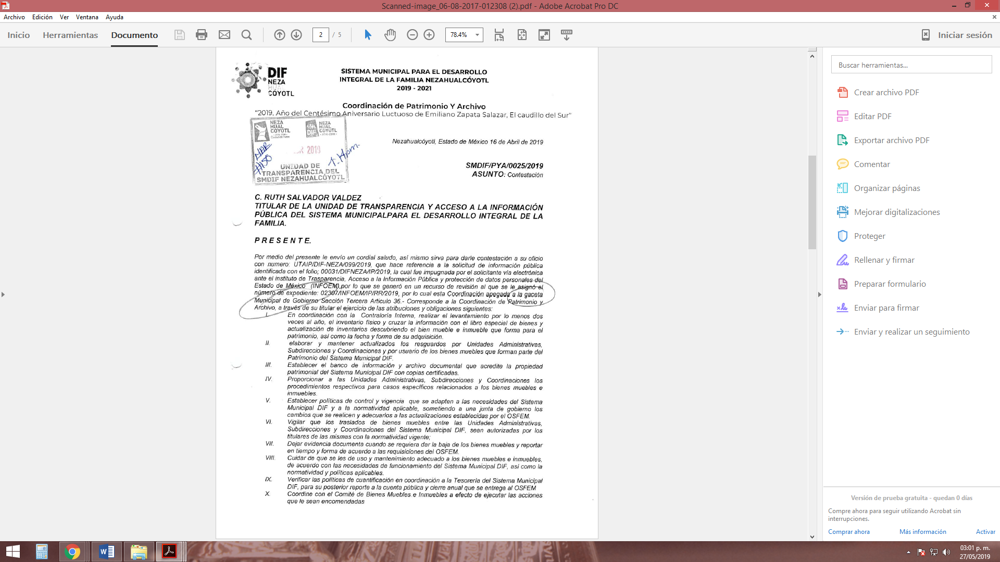 Scanned-image_06-08-2017-012308 (2).pdf - Adobe Acrobat Pro DC
Archivo Edición Ver Ventana Ayuda
Inicio Herramientas Documento 2 / 5 78.4% Iniciar sesión
DIF
NEZA
HUAL
COYOTL
SISTEMA MUNICIPAL PARA EL DESARROLLO
INTEGRAL DE LA FAMILIA NEZAHUALCÓYOTL
2019 - 2021
Coordinación de Patrimonio Y Archivo
"2019, Año del Centésimo Aniversario Luctuoso de Emiliano Zapata Salazar, El caudillo del Sur"
NEZA
HUAL
COYOTL
Ciudad de Todos
DIF
NEZA
HUAL
COYOTL
2019
UNIDAD DE
TRANSPARENCIA DEL
SMDIF NEZAHUALCÓYOTL
Nezahualcóyotl, Estado de México 16 de Abril de 2019
SMDIF/PYA/0025/2019
ASUNTO: Contestación
C. RUTH SALVADOR VALDEZ
TITULAR DE LA UNIDAD DE TRANSPARENCIA Y ACCESO A LA INFORMACIÓN
PÚBLICA DEL SISTEMA MUNICIPALPARA EL DESARROLLO INTEGRAL DE LA
FAMILIA.
P R E S E N T E.
Por medio del presente le envío un cordial saludo, así mismo sirva para darle contestación a su oficio
con numero: UTAIP/DIF-NEZA/099/2019, que hace referencia a la solicitud de información pública
identificada con el folio; 00031/DIFNEZA/IP/2019, la cual fue impugnada por el solicitante vía electrónica
ante el instituto de Trasparencia, Acceso a la Información Pública y protección de datos personales del
Estado de México (INFOEM),por lo que se generó en un recurso de revisión al que se le asignó el
número de expediente: 02307/INFOEM/IP/RR/2019, por lo cual esta Coordinación apegada a la gaceta
Municipal de Gobierno Sección Tercera Articulo 36.- Corresponde a la Coordinación de Patrimonio y
Archivo, a través de su titular el ejercicio de las atribuciones y obligaciones siguientes:
I. En coordinación con la Contraloría Interna, realizar el levantamiento por lo menos dos
veces al año, el inventario físico y cruzar la información con el libro especial de bienes y
actualización de inventarios descubriendo el bien mueble e inmueble que forma para el
patrimonio, así como la fecha y forma de su adquisición.
II. elaborar y mantener actualizados los resguardos por Unidades Administrativas,
Subdirecciones y Coordinaciones y por usuario de los bienes muebles que forman parte del
Patrimonio del Sistema Municipal DIF.
III. Establecer el banco de información y archivo documental que acredite la propiedad
patrimonial del Sistema Municipal DIF con copias certificadas.
IV. Proporcionar a las Unidades Administrativas, Subdirecciones y Coordinaciones los
procedimientos respectivos para casos específicos relacionados a los bienes muebles e
inmuebles.
V. Establecer políticas de control y vigencia que se adapten a las necesidades del Sistema
Municipal DIF y a la normatividad aplicable, sometiendo a una junta de gobierno los
cambios que se realicen y adecuarlos a las actualizaciones establecidas por el OSFEM.
VI. Vigilar que los traslados de bienes muebles entre las Unidades Administrativas,
Subdirecciones y Coordinaciones del Sistema Municipal DIF, sean autorizadas por los
titulares de las mismas con la normatividad vigente;
VII. Dejar evidencia documenta cuando se requiera dar la baja de los bienes muebles y reportar
en tiempo y forma de acuerdo a las requisiciones del OSFEM.
VIII. Cuidar de que se les de uso y mantenimiento adecuado a los bienes muebles e inmuebles,
de acuerdo con las necesidades de funcionamiento del Sistema Municipal DIF, así como la
normatividad y políticas aplicables.
IX. Verificar las políticas de cuantificación en coordinación a la Tesorería del Sistema Municipal
DIF, para su posterior reporte a la cuenta pública y cierre anual que se entrega al OSFEM
X. Coordine con el Comité de Bienes Muebles e Inmuebles a efecto de ejecutar las acciones
que le sean encomendadas
Buscar herramientas...
Crear archivo PDF
Editar PDF
Exportar archivo PDF
Comentar
Organizar páginas
Mejorar digitalizaciones
Proteger
Rellenar y firmar
Preparar formulario
Enviar para firmar
Enviar y realizar un seguimiento
Versión de prueba gratuita - quedan 0 días
Compre ahora para seguir utilizando Acrobat sin
interrupciones.
Comprar ahora Más información Activar
03:01 p. m.
27/05/2019